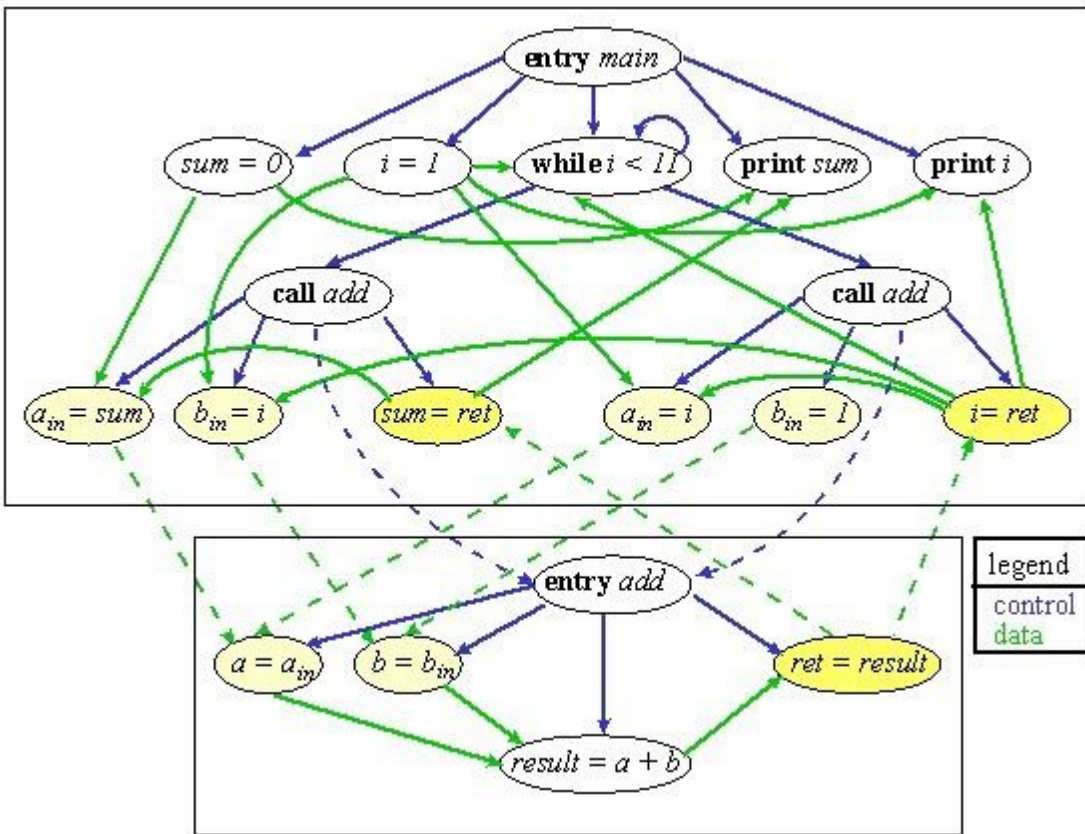 entry main
sum = 0
i = 1
while i < 11
print sum
print i
call add
call add
a_in = sum
b_in = i
sum = ret
a_in = i
b_in = 1
i = ret
entry add
legend
control
data
a = a_in
b = b_in
ret = result
result = a + b